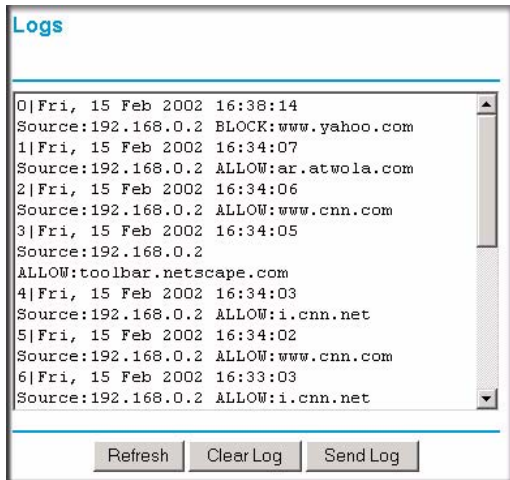 Logs
0|Fri, 15 Feb 2002 16:38:14
Source:192.168.0.2 BLOCK:www.yahoo.com
1|Fri, 15 Feb 2002 16:34:07
Source:192.168.0.2 ALLOW:ar.atwola.com
2|Fri, 15 Feb 2002 16:34:06
Source:192.168.0.2 ALLOW:www.cnn.com
3|Fri, 15 Feb 2002 16:34:05
Source:192.168.0.2
ALLOW:toolbar.netscape.com
4|Fri, 15 Feb 2002 16:34:03
Source:192.168.0.2 ALLOW:i.cnn.net
5|Fri, 15 Feb 2002 16:34:02
Source:192.168.0.2 ALLOW:www.cnn.com
6|Fri, 15 Feb 2002 16:33:03
Source:192.168.0.2 ALLOW:i.cnn.net
Refresh Clear Log Send Log